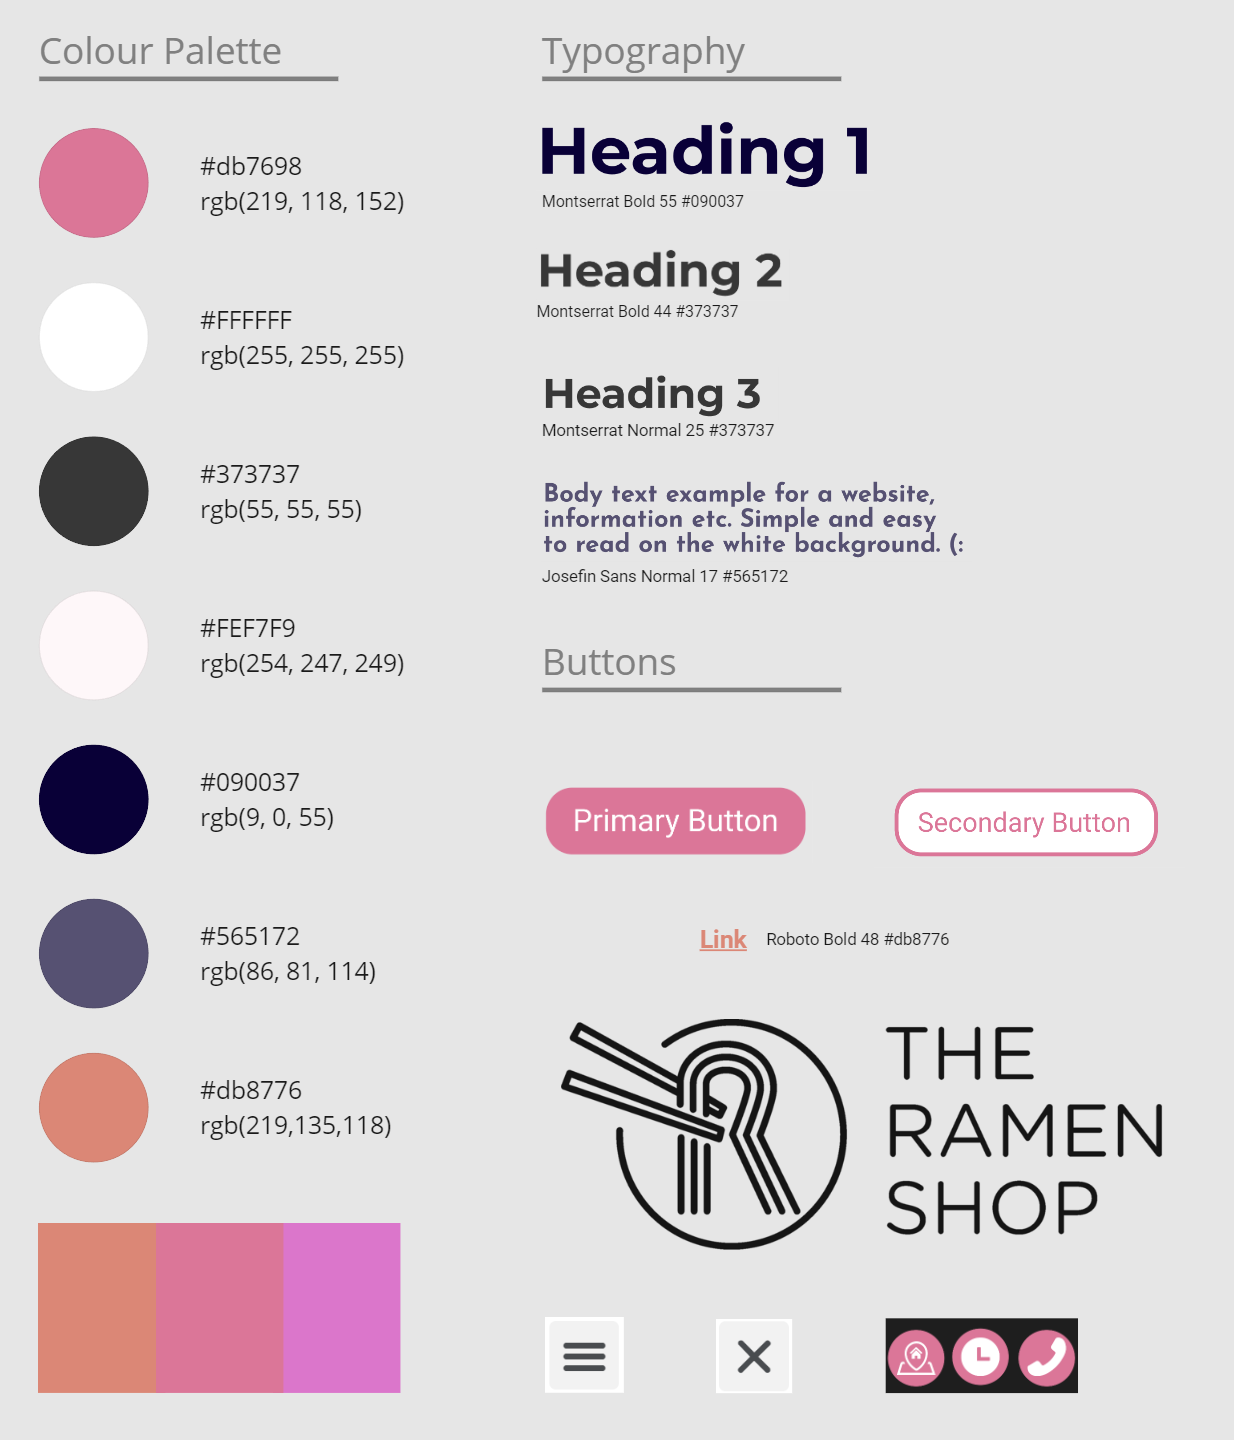 Colour Palette
#db7698
rgb(219, 118, 152)
#FFFFFF
rgb(255, 255, 255)
#373737
rgb(55, 55, 55)
#FEF7F9
rgb(254, 247, 249)
#090037
rgb(9, 0, 55)
#565172
rgb(86, 81, 114)
#db8776
rgb(219,135,118)
Typography
Heading 1
Montserrat Bold 55 #090037
Heading 2
Montserrat Bold 44 #373737
Heading 3
Montserrat Normal 25 #373737
Body text example for a website,
information etc. Simple and easy
to read on the white background. (:
Josefin Sans Normal 17 #565172
Buttons
Primary Button
Secondary Button
Link Roboto Bold 48 #db8776
THE
RAMEN
SHOP